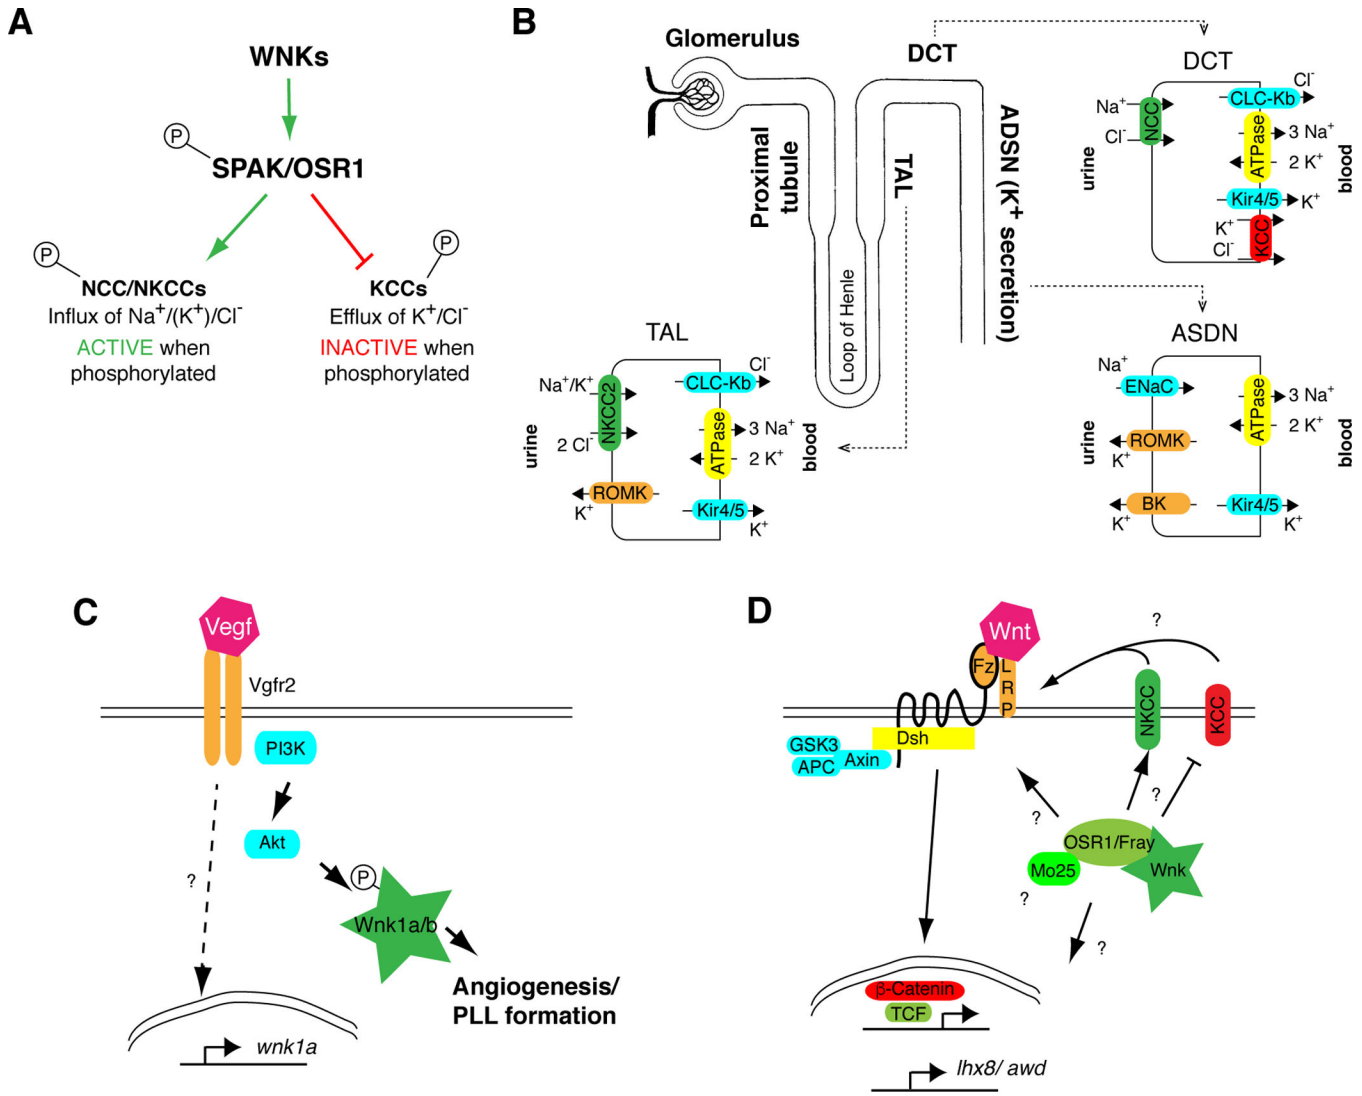 A
WNKs
P
SPAK/OSR1
P
P
NCC/NKCCs
Influx of Na+/(K+)/Cl-
ACTIVE when
phosphorylated
KCCs
Efflux of K+/Cl-
INACTIVE when
phosphorylated
B
Glomerulus
Proximal
tubule
Loop of Henle
TAL
DCT
ADSN (K+ secretion)
DCT
Na+
Cl-
NCC
urine
CLC-Kb
Cl-
ATPase
3 Na+
2 K+
Kir4/5
K+
KCC
K+
Cl-
blood
TAL
Na+/K+
2 Cl-
NKCC2
urine
ROMK
K+
CLC-Kb
Cl-
ATPase
3 Na+
2 K+
Kir4/5
K+
blood
ASDN
Na+
ENaC
urine
ROMK
K+
BK
K+
ATPase
3 Na+
2 K+
Kir4/5
K+
blood
C
Vegf
Vgfr2
PI3K
Akt
?
P
Wnk1a/b
Angiogenesis/
PLL formation
wnk1a
D
Wnt
Fz
LRP
?
NKCC
KCC
Dsh
GSK3
APC
Axin
?
?
OSR1/Fray
Mo25
Wnk
?
?
β-Catenin
TCF
lhx8/ awd